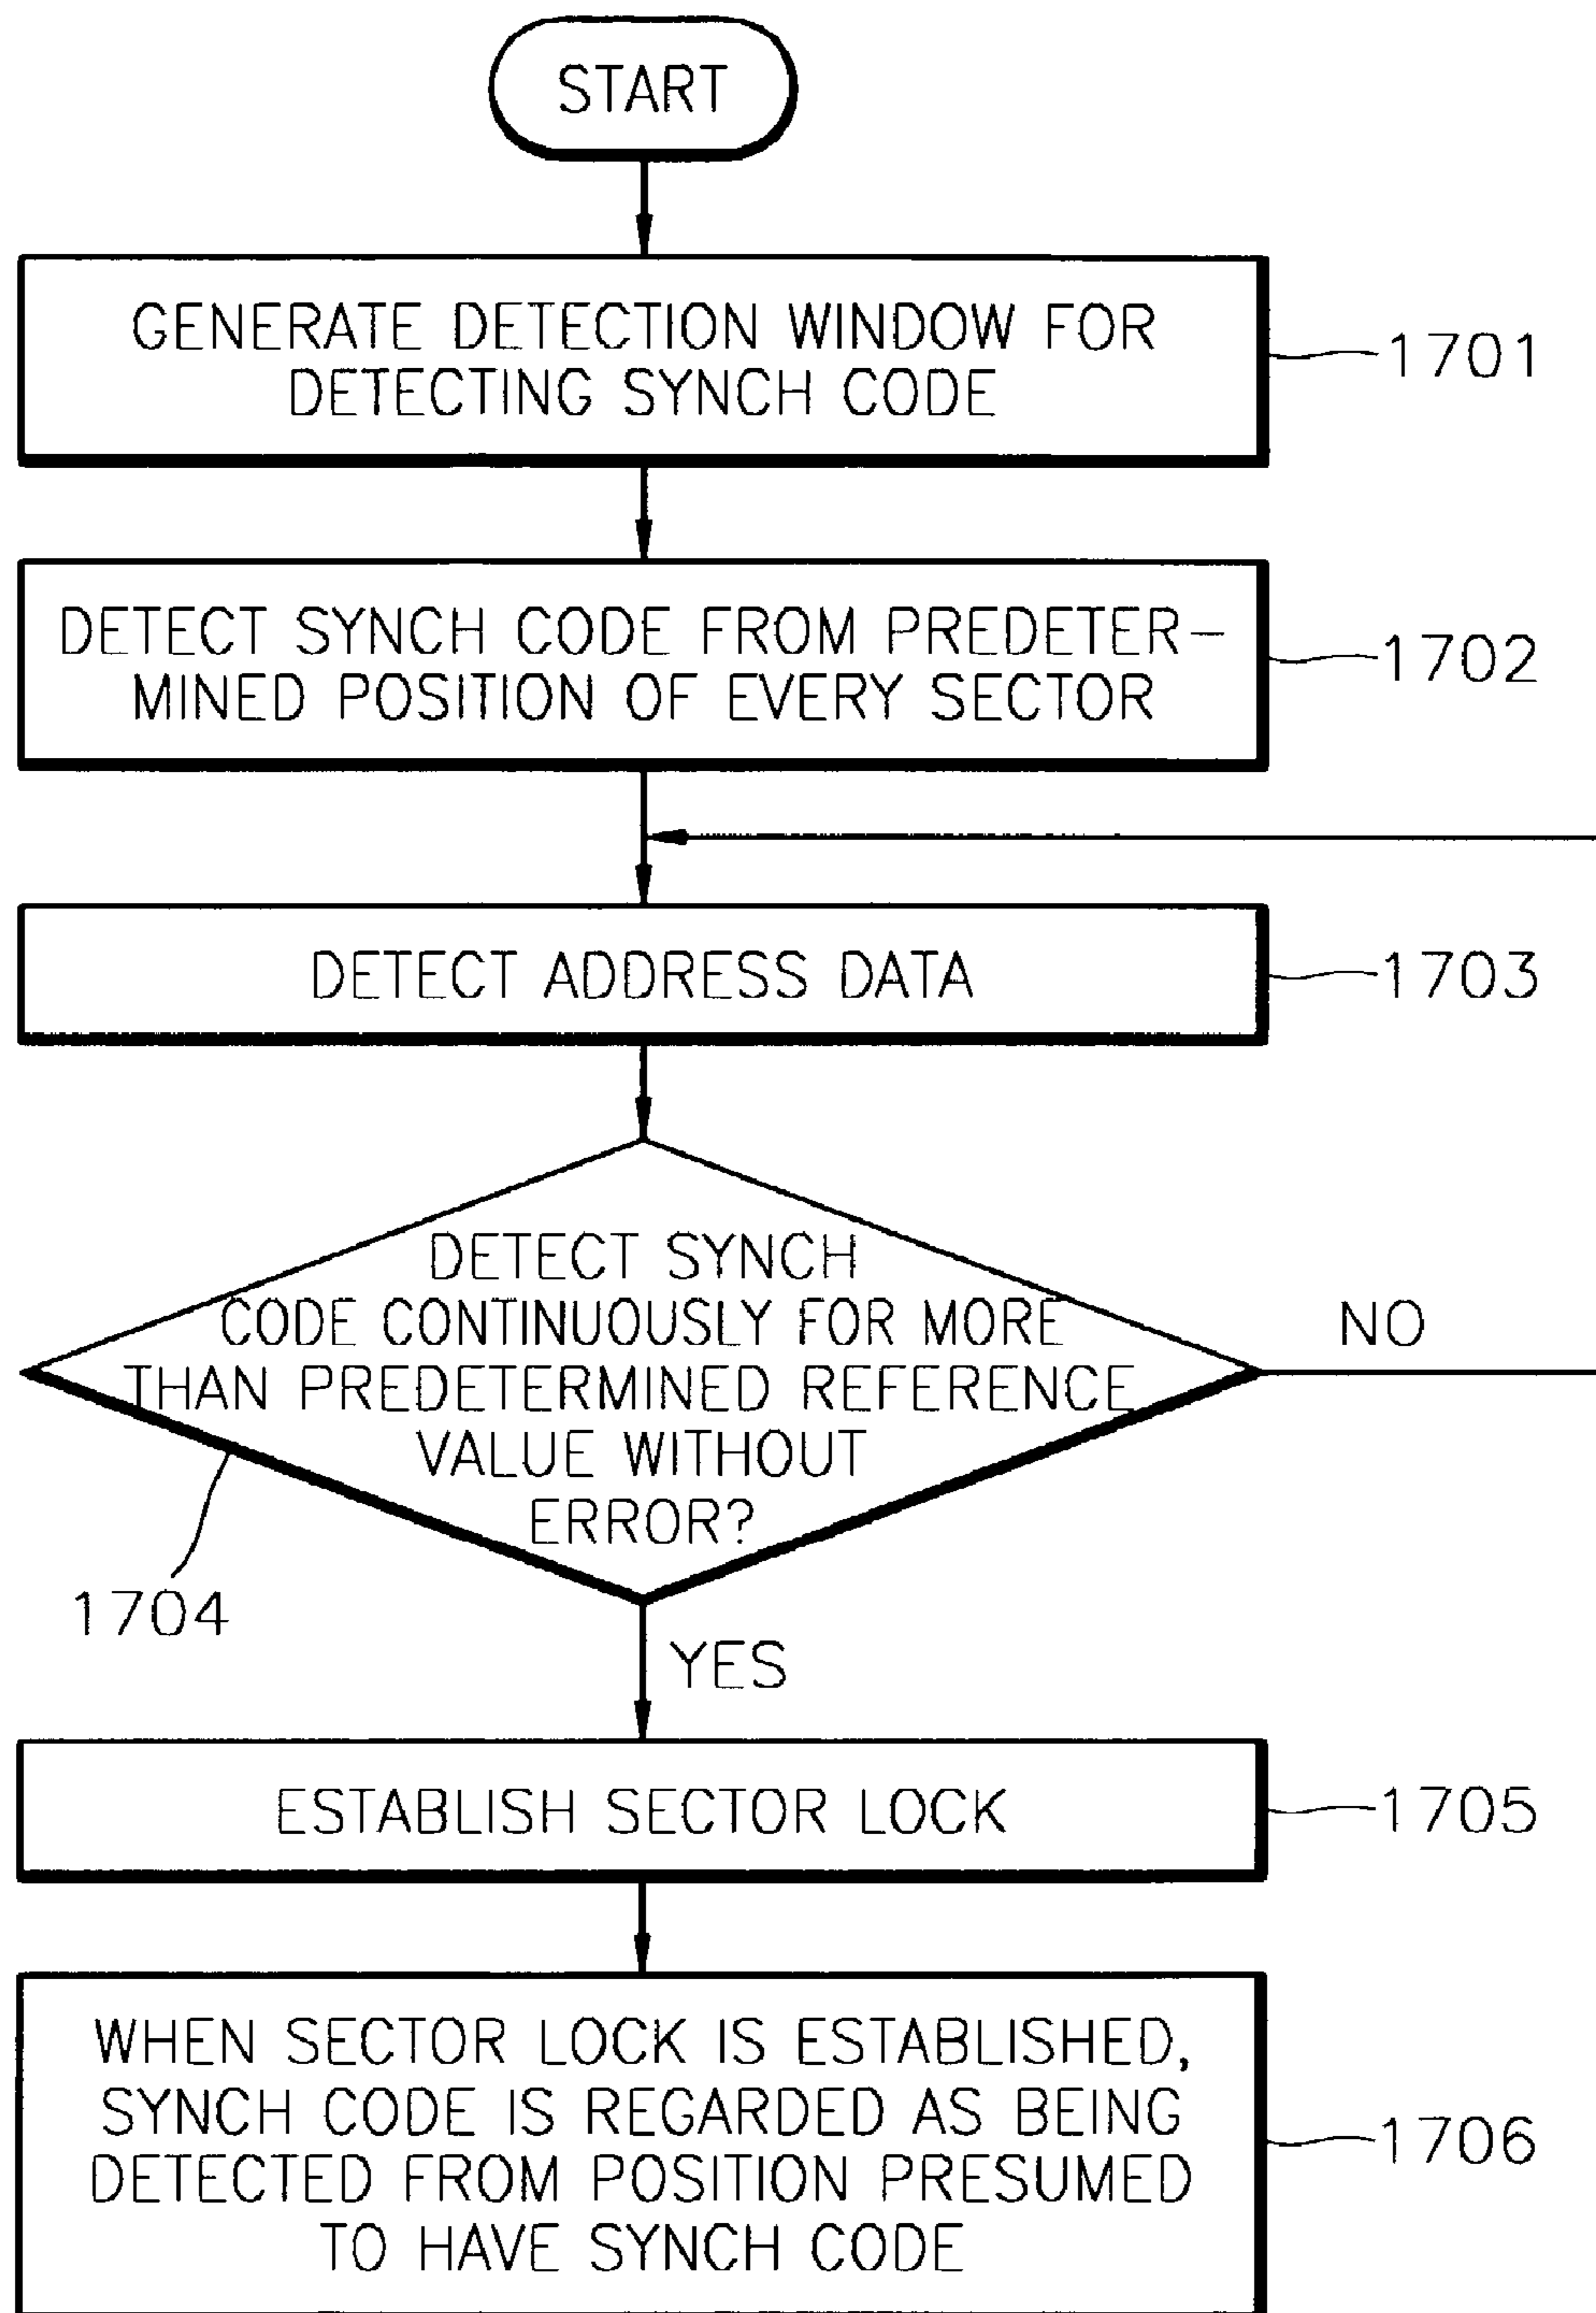 START
GENERATE DETECTION WINDOW FOR
DETECTING SYNCH CODE
1701
DETECT SYNCH CODE FROM PREDETER-
MINED POSITION OF EVERY SECTOR
1702
DETECT ADDRESS DATA
1703
DETECT SYNCH
CODE CONTINUOUSLY FOR MORE
THAN PREDETERMINED REFERENCE
VALUE WITHOUT
ERROR?
NO
1704
YES
ESTABLISH SECTOR LOCK
1705
WHEN SECTOR LOCK IS ESTABLISHED,
SYNCH CODE IS REGARDED AS BEING
DETECTED FROM POSITION PRESUMED
TO HAVE SYNCH CODE
1706